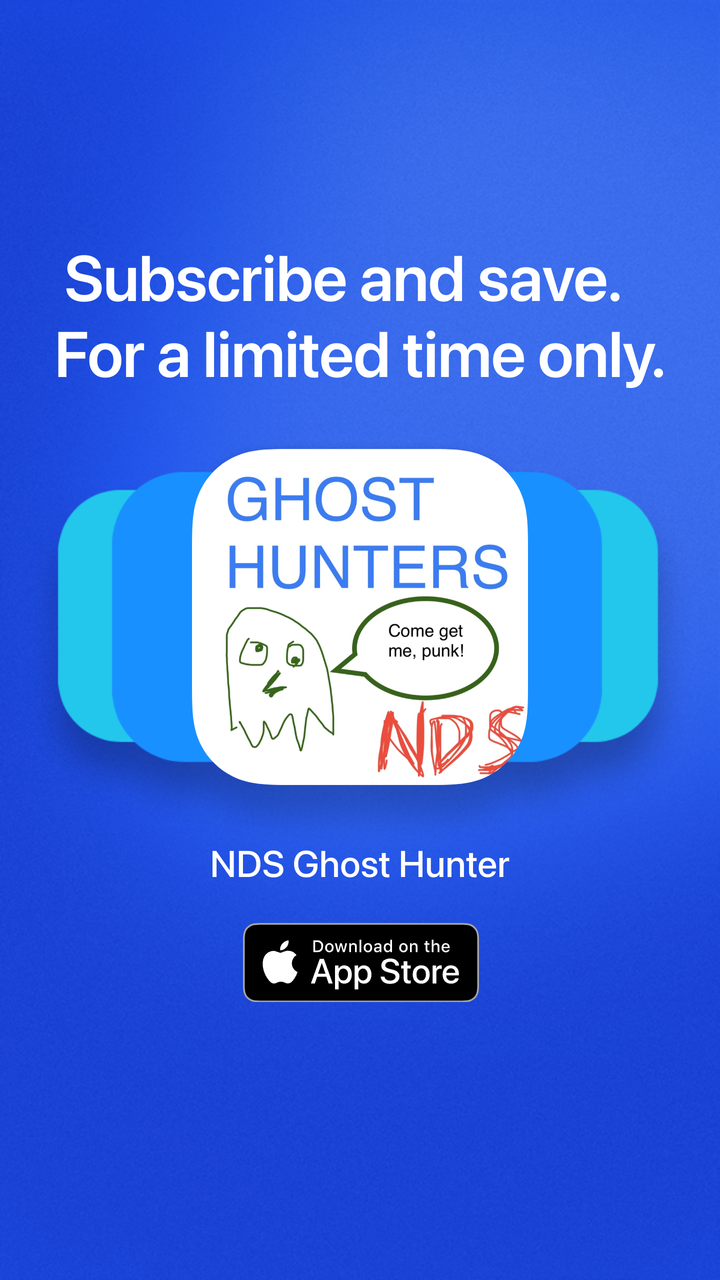 Subscribe and save.
For a limited time only.
GHOST
HUNTERS
Come get
me, punk!
NDS
NDS Ghost Hunter
Download on the
App Store